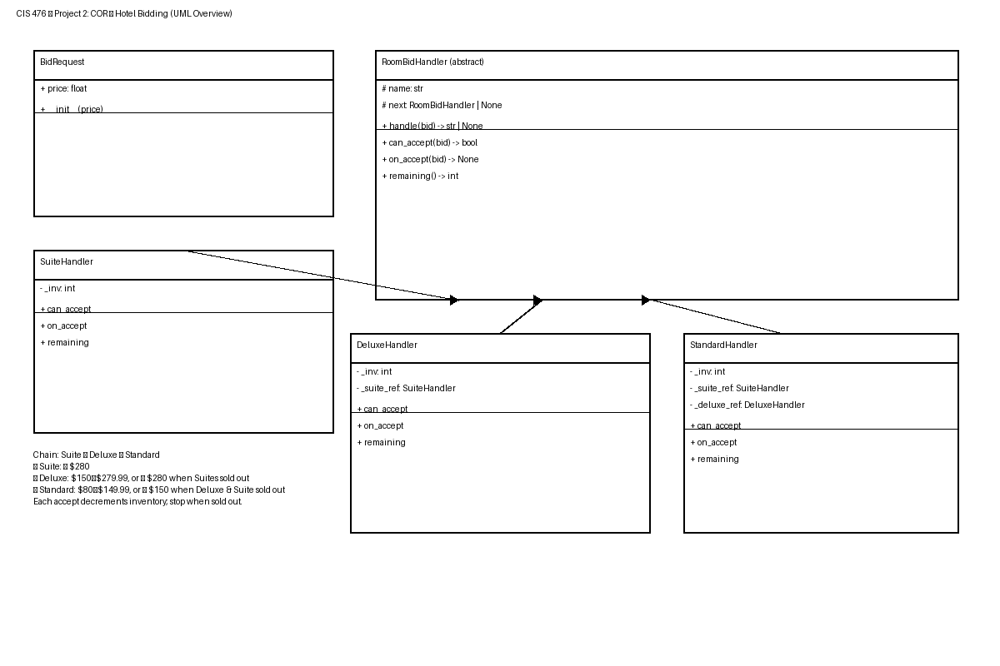 CIS 476 ▯ Project 2: COR▯ Hotel Bidding (UML Overview)
BidRequest
+ price: float
+ __init__(price)
RoomBidHandler (abstract)
# name: str
# next: RoomBidHandler | None
+ handle(bid) -> str | None
+ can_accept(bid) -> bool
+ on_accept(bid) -> None
+ remaining() -> int
SuiteHandler
- _inv: int
+ can_accept
+ on_accept
+ remaining
DeluxeHandler
- _inv: int
- _suite_ref: SuiteHandler
+ can_accept
+ on_accept
+ remaining
StandardHandler
- _inv: int
- _suite_ref: SuiteHandler
- _deluxe_ref: DeluxeHandler
+ can_accept
+ on_accept
+ remaining
Chain: Suite ▯ Deluxe ▯ Standard
▯ Suite: ▯ $280
▯ Deluxe: $150▯$279.99, or ▯ $280 when Suites sold out
▯ Standard: $80▯$149.99, or ▯ $150 when Deluxe & Suite sold out
Each accept decrements inventory; stop when sold out.